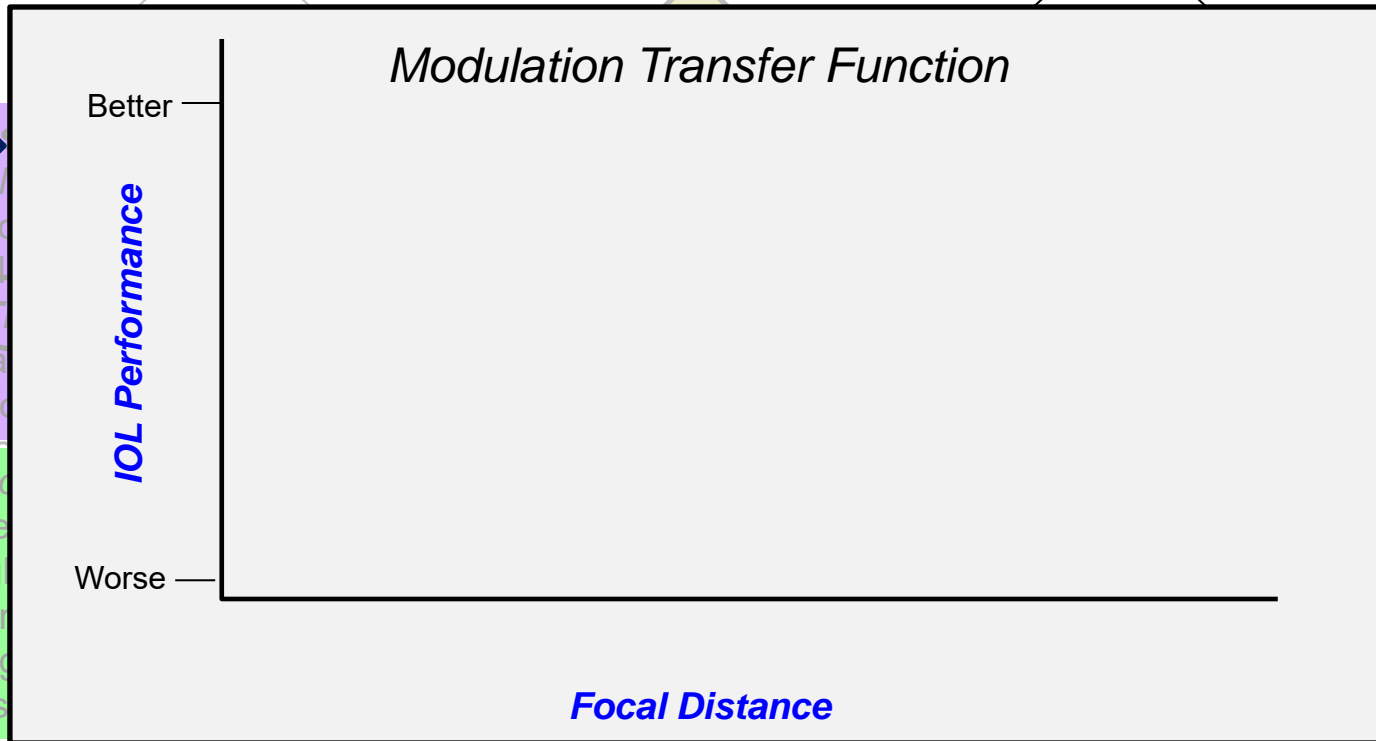 Modulation Transfer Function
Better
IOL Performance
Worse
Focal Distance